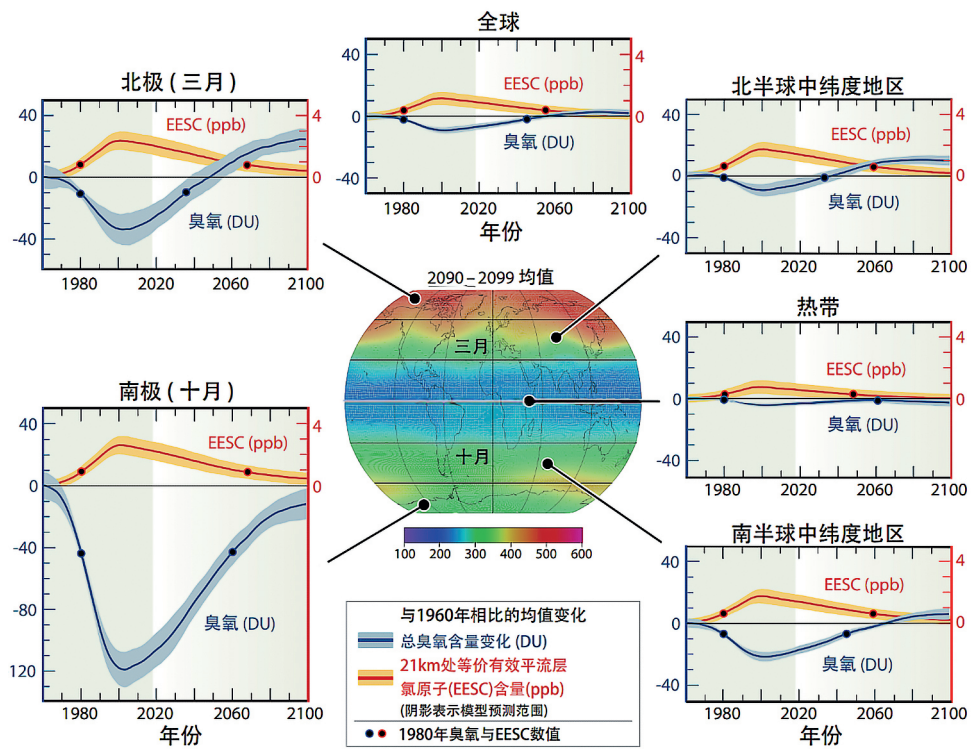 全球
40
0
-40
4
2
0
EESC (ppb)
臭氧 (DU)
1980 2020 2060 2100
年份
北极 ( 三月 )
40
0
-40
4
2
0
EESC (ppb)
臭氧 (DU)
1980 2020 2060 2100
北半球中纬度地区
40
0
-40
4
2
0
EESC (ppb)
臭氧 (DU)
1980 2020 2060 2100
2090 – 2099 均值
三月
十月
100 200 300 400 500 600
热带
40
0
-40
4
2
0
EESC (ppb)
臭氧 (DU)
南极 ( 十月 )
40
0
-40
-80
120
4
2
0
EESC (ppb)
臭氧 (DU)
1980 2020 2060 2100
年份
南半球中纬度地区
40
0
-40
4
2
0
EESC (ppb)
臭氧 (DU)
1980 2020 2060 2100
年份
与1960年相比的均值变化
总臭氧含量变化 (DU)
21km处等价有效平流层
氯原子(EESC)含量(ppb)
(阴影表示模型预测范围)
1980年臭氧与EESC数值